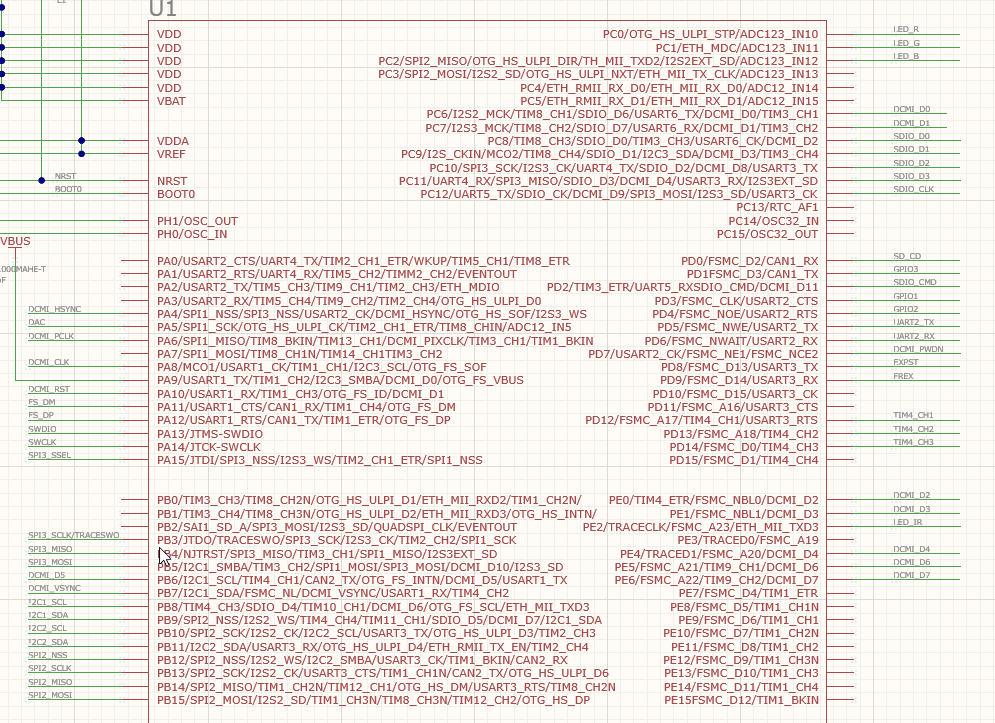 U1
NRST
BOOT0
VBUS
000MAHE-T
DCMI_HSYNC
DAC
DCMI_PCLK
DCMI_CLK
DCMI_RST
FS_DM
FS_DP
SWDIO
SWCLK
SPI3_SSEL
SPI3_SCLK/TRACESWO
SPI3_MISO
SPI3_MOSI
DCMI_D5
DCMI_VSYNC
I2C1_SCL
I2C1_SDA
I2C2_SCL
I2C2_SDA
SPI2_NSS
SPI2_SCLK
SPI2_MISO
SPI2_MOSI
VDD
VDD
VDD
VDD
VDD
VBAT
VDDA
VREF
NRST
BOOT0
PH1/OSC_OUT
PH0/OSC_IN
PA0/USART2_CTS/UART4_TX/TIM2_CH1_ETR/WKUP/TIM5_CH1/TIM8_ETR
PA1/USART2_RTS/UART4_RX/TIM5_CH2/TIMM2_CH2/EVENTOUT
PA2/USART2_TX/TIM5_CH3/TIM9_CH1/TIM2_CH3/ETH_MDIO
PA3/USART2_RX/TIM5_CH4/TIM9_CH2/TIM2_CH4/OTG_HS_ULPI_D0
PA4/SPI1_NSS/SPI3_NSS/USART2_CK/DCMI_HSYNC/OTG_HS_SOF/I2S3_WS
PA5/SPI1_SCK/OTG_HS_ULPI_CK/TIM2_CH1_ETR/TIM8_CHIN/ADC12_IN5
PA6/SPI1_MISO/TIM8_BKIN/TIM13_CH1/DCMI_PIXCLK/TIM3_CH1/TIM1_BKIN
PA7/SPI1_MOSI/TIM8_CH1N/TIM14_CH1TIM3_CH2
PA8/MCO1/USART1_CK/TIM1_CH1/I2C3_SCL/OTG_FS_SOF
PA9/USART1_TX/TIM1_CH2/I2C3_SMBA/DCMI_D0/OTG_FS_VBUS
PA10/USART1_RX/TIM1_CH3/OTG_FS_ID/DCMI_D1
PA11/USART1_CTS/CAN1_RX/TIM1_CH4/OTG_FS_DM
PA12/USART1_RTS/CAN1_TX/TIM1_ETR/OTG_FS_DP
PA13/JTMS-SWDIO
PA14/JTCK-SWCLK
PA15/JTDI/SPI3_NSS/I2S3_WS/TIM2_CH1_ETR/SPI1_NSS
PB0/TIM3_CH3/TIM8_CH2N/OTG_HS_ULPI_D1/ETH_MII_RXD2/TIM1_CH2N/
PB1/TIM3_CH4/TIM8_CH3N/OTG_HS_ULPI_D2/ETH_MII_RXD3/OTG_HS_INTN/
PB2/SAI1_SD_A/SPI3_MOSI/I2S3_SD/QUADSPI_CLK/EVENTOUT
PB3/JTDO/TRACESWO/SPI3_SCK/I2S3_CK/TIM2_CH2/SPI1_SCK
PB4/NJTRST/SPI3_MISO/TIM3_CH1/SPI1_MISO/I2S3EXT_SD
PB5/I2C1_SMBA/TIM3_CH2/SPI1_MOSI/SPI3_MOSI/DCMI_D10/I2S3_SD
PB6/I2C1_SCL/TIM4_CH1/CAN2_TX/OTG_FS_INTN/DCMI_D5/USART1_TX
PB7/I2C1_SDA/FSMC_NL/DCMI_VSYNC/USART1_RX/TIM4_CH2
PB8/TIM4_CH3/SDIO_D4/TIM10_CH1/DCMI_D6/OTG_FS_SCL/ETH_MII_TXD3
PB9/SPI2_NSS/I2S2_WS/TIM4_CH4/TIM11_CH1/SDIO_D5/DCMI_D7/I2C1_SDA
PB10/SPI2_SCK/I2S2_CK/I2C2_SCL/USART3_TX/OTG_HS_ULPI_D3/TIM2_CH3
PB11/I2C2_SDA/USART3_RX/OTG_HS_ULPI_D4/ETH_RMII_TX_EN/TIM2_CH4
PB12/SPI2_NSS/I2S2_WS/I2C2_SMBA/USART3_CK/TIM1_BKIN/CAN2_RX
PB13/SPI2_SCK/I2S2_CK/USART3_CTS/TIM1_CH1N/CAN2_TX/OTG_HS_ULPI_D6
PB14/SPI2_MISO/TIM1_CH2N/TIM12_CH1/OTG_HS_DM/USART3_RTS/TIM8_CH2N
PB15/SPI2_MOSI/I2S2_SD/TIM1_CH3N/TIM8_CH3N/TIM12_CH2/OTG_HS_DP
PC0/OTG_HS_ULPI_STP/ADC123_IN10
PC1/ETH_MDC/ADC123_IN11
PC2/SPI2_MISO/OTG_HS_ULPI_DIR/TH_MII_TXD2/I2S2EXT_SD/ADC123_IN12
PC3/SPI2_MOSI/I2S2_SD/OTG_HS_ULPI_NXT/ETH_MII_TX_CLK/ADC123_IN13
PC4/ETH_RMII_RX_D0/ETH_MII_RX_D0/ADC12_IN14
PC5/ETH_RMII_RX_D1/ETH_MII_RX_D1/ADC12_IN15
PC6/I2S2_MCK/TIM8_CH1/SDIO_D6/USART6_TX/DCMI_D0/TIM3_CH1
PC7/I2S3_MCK/TIM8_CH2/SDIO_D7/USART6_RX/DCMI_D1/TIM3_CH2
PC8/TIM8_CH3/SDIO_D0/TIM3_CH3/USART6_CK/DCMI_D2
PC9/I2S_CKIN/MCO2/TIM8_CH4/SDIO_D1/I2C3_SDA/DCMI_D3/TIM3_CH4
PC10/SPI3_SCK/I2S3_CK/UART4_TX/SDIO_D2/DCMI_D8/USART3_TX
PC11/UART4_RX/SPI3_MISO/SDIO_D3/DCMI_D4/USART3_RX/I2S3EXT_SD
PC12/UART5_TX/SDIO_CK/DCMI_D9/SPI3_MOSI/I2S3_SD/USART3_CK
PC13/RTC_AF1
PC14/OSC32_IN
PC15/OSC32_OUT
PD0/FSMC_D2/CAN1_RX
PD1FSMC_D3/CAN1_TX
PD2/TIM3_ETR/UART5_RXSDIO_CMD/DCMI_D11
PD3/FSMC_CLK/USART2_CTS
PD4/FSMC_NOE/USART2_RTS
PD5/FSMC_NWE/USART2_TX
PD6/FSMC_NWAIT/USART2_RX
PD7/USART2_CK/FSMC_NE1/FSMC_NCE2
PD8/FSMC_D13/USART3_TX
PD9/FSMC_D14/USART3_RX
PD10/FSMC_D15/USART3_CK
PD11/FSMC_A16/USART3_CTS
PD12/FSMC_A17/TIM4_CH1/USART3_RTS
PD13/FSMC_A18/TIM4_CH2
PD14/FSMC_D0/TIM4_CH3
PD15/FSMC_D1/TIM4_CH4
PE0/TIM4_ETR/FSMC_NBL0/DCMI_D2
PE1/FSMC_NBL1/DCMI_D3
PE2/TRACECLK/FSMC_A23/ETH_MII_TXD3
PE3/TRACED0/FSMC_A19
PE4/TRACED1/FSMC_A20/DCMI_D4
PE5/FSMC_A21/TIM9_CH1/DCMI_D6
PE6/FSMC_A22/TIM9_CH2/DCMI_D7
PE7/FSMC_D4/TIM1_ETR
PE8/FSMC_D5/TIM1_CH1N
PE9/FSMC_D6/TIM1_CH1
PE10/FSMC_D7/TIM1_CH2N
PE11/FSMC_D8/TIM1_CH2
PE12/FSMC_D9/TIM1_CH3N
PE13/FSMC_D10/TIM1_CH3
PE14/FSMC_D11/TIM1_CH4
PE15FSMC_D12/TIM1_BKIN
LED_R
LED_G
LED_B
DCMI_D0
DCMI_D1
SDIO_D0
SDIO_D1
SDIO_D2
SDIO_D3
SDIO_CLK
SD_CD
GPIO3
SDIO_CMD
GPIO1
GPIO2
UART2_TX
UART2_RX
DCMI_PWDN
EXPST
FREX
TIM4_CH1
TIM4_CH2
TIM4_CH3
DCMI_D2
DCMI_D3
LED_IR
DCMI_D4
DCMI_D6
DCMI_D7